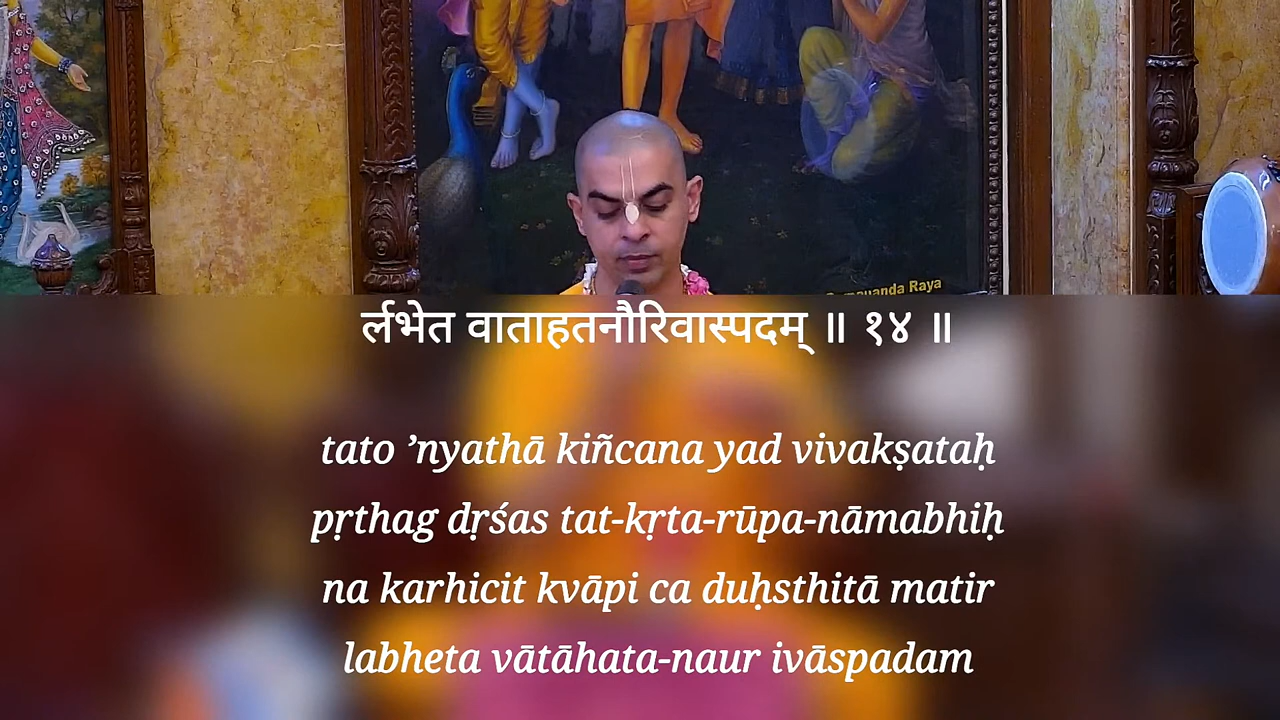 Raya
र्लभेत वाताहतनौरिवास्पदम् ॥ १४ ॥
tato ’nyathā kiñcana yad vivakṣataḥ
pṛthag dṛśas tat-kṛta-rūpa-nāmabhiḥ
na karhicit kvāpi ca duḥsthitā matir
labheta vātāhata-naur ivāspadam